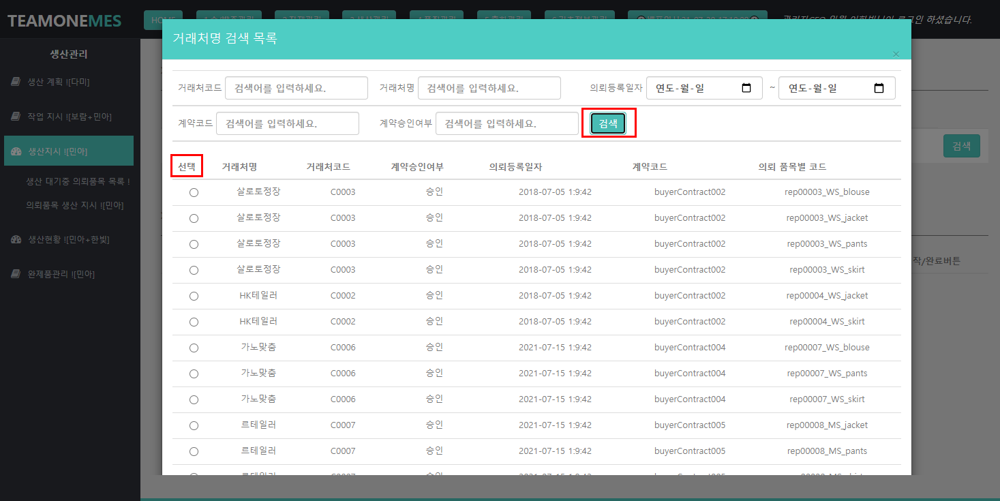 TEAMONEMES
HOME
관리자CEO
로그인 하셨습니다.
거래처명 검색 목록
×
거래처코드 검색어를 입력하세요. 거래처명 검색어를 입력하세요. 의뢰등록일자 연도-월-일 ~ 연도-월-일
계약코드 검색어를 입력하세요. 계약승인여부 검색어를 입력하세요. 검색
선택 거래처명 거래처코드 계약승인여부 의뢰등록일자 계약코드 의뢰 품목별 코드
살로토정장 C0003 승인 2018-07-05 1:9:42 buyerContract002 rep00003_WS_blouse
살로토정장 C0003 승인 2018-07-05 1:9:42 buyerContract002 rep00003_WS_jacket
살로토정장 C0003 승인 2018-07-05 1:9:42 buyerContract002 rep00003_WS_pants
살로토정장 C0003 승인 2018-07-05 1:9:42 buyerContract002 rep00003_WS_skirt
HK테일러 C0002 승인 2018-07-05 1:9:42 buyerContract002 rep00004_WS_jacket
HK테일러 C0002 승인 2018-07-05 1:9:42 buyerContract002 rep00004_WS_skirt
가노맞춤 C0006 승인 2021-07-15 1:9:42 buyerContract004 rep00007_WS_blouse
가노맞춤 C0006 승인 2021-07-15 1:9:42 buyerContract004 rep00007_WS_pants
가노맞춤 C0006 승인 2021-07-15 1:9:42 buyerContract004 rep00007_WS_skirt
르테일러 C0007 승인 2021-07-15 1:9:42 buyerContract005 rep00008_MS_jacket
르테일러 C0007 승인 2021-07-15 1:9:42 buyerContract005 rep00008_MS_pants
생산관리
생산 계획 ![다미]
작업 지시 ![보람+민아]
생산지시 ![민아]
생산 대기중 의뢰품목 목록 !
의뢰품목 생산 지시 ![민아]
생산현황 ![민아+한빛]
완제품관리 ![민아]
검색
작/완료버튼